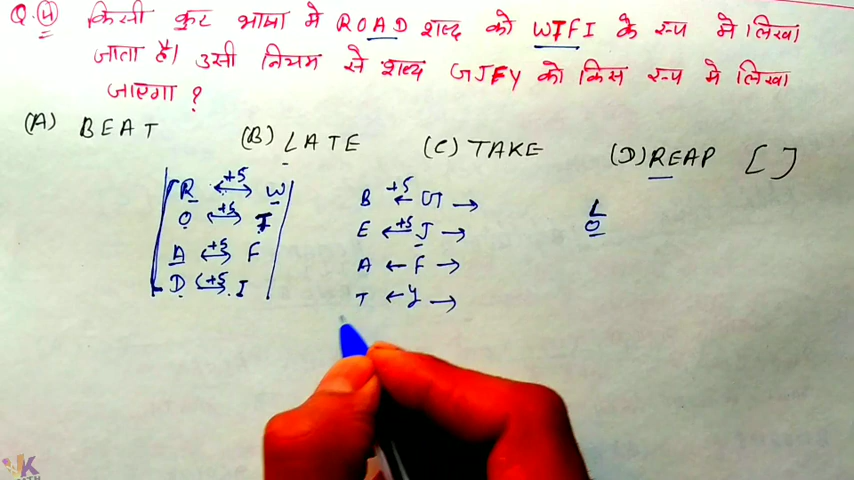 Q.4 किसी कुट भाषा मे ROAD शब्द को WTFI के रूप मे लिखा
जाता है। उसी नियम से शब्द GJFY को किस रूप मे लिखा
जाएगा ?
(A) BEAT (B) LATE (C) TAKE (D) REAP [ ]
R +5 W B +5 G L
O +5 T E +5 J O
A +5 F A F
D +5 I T Y